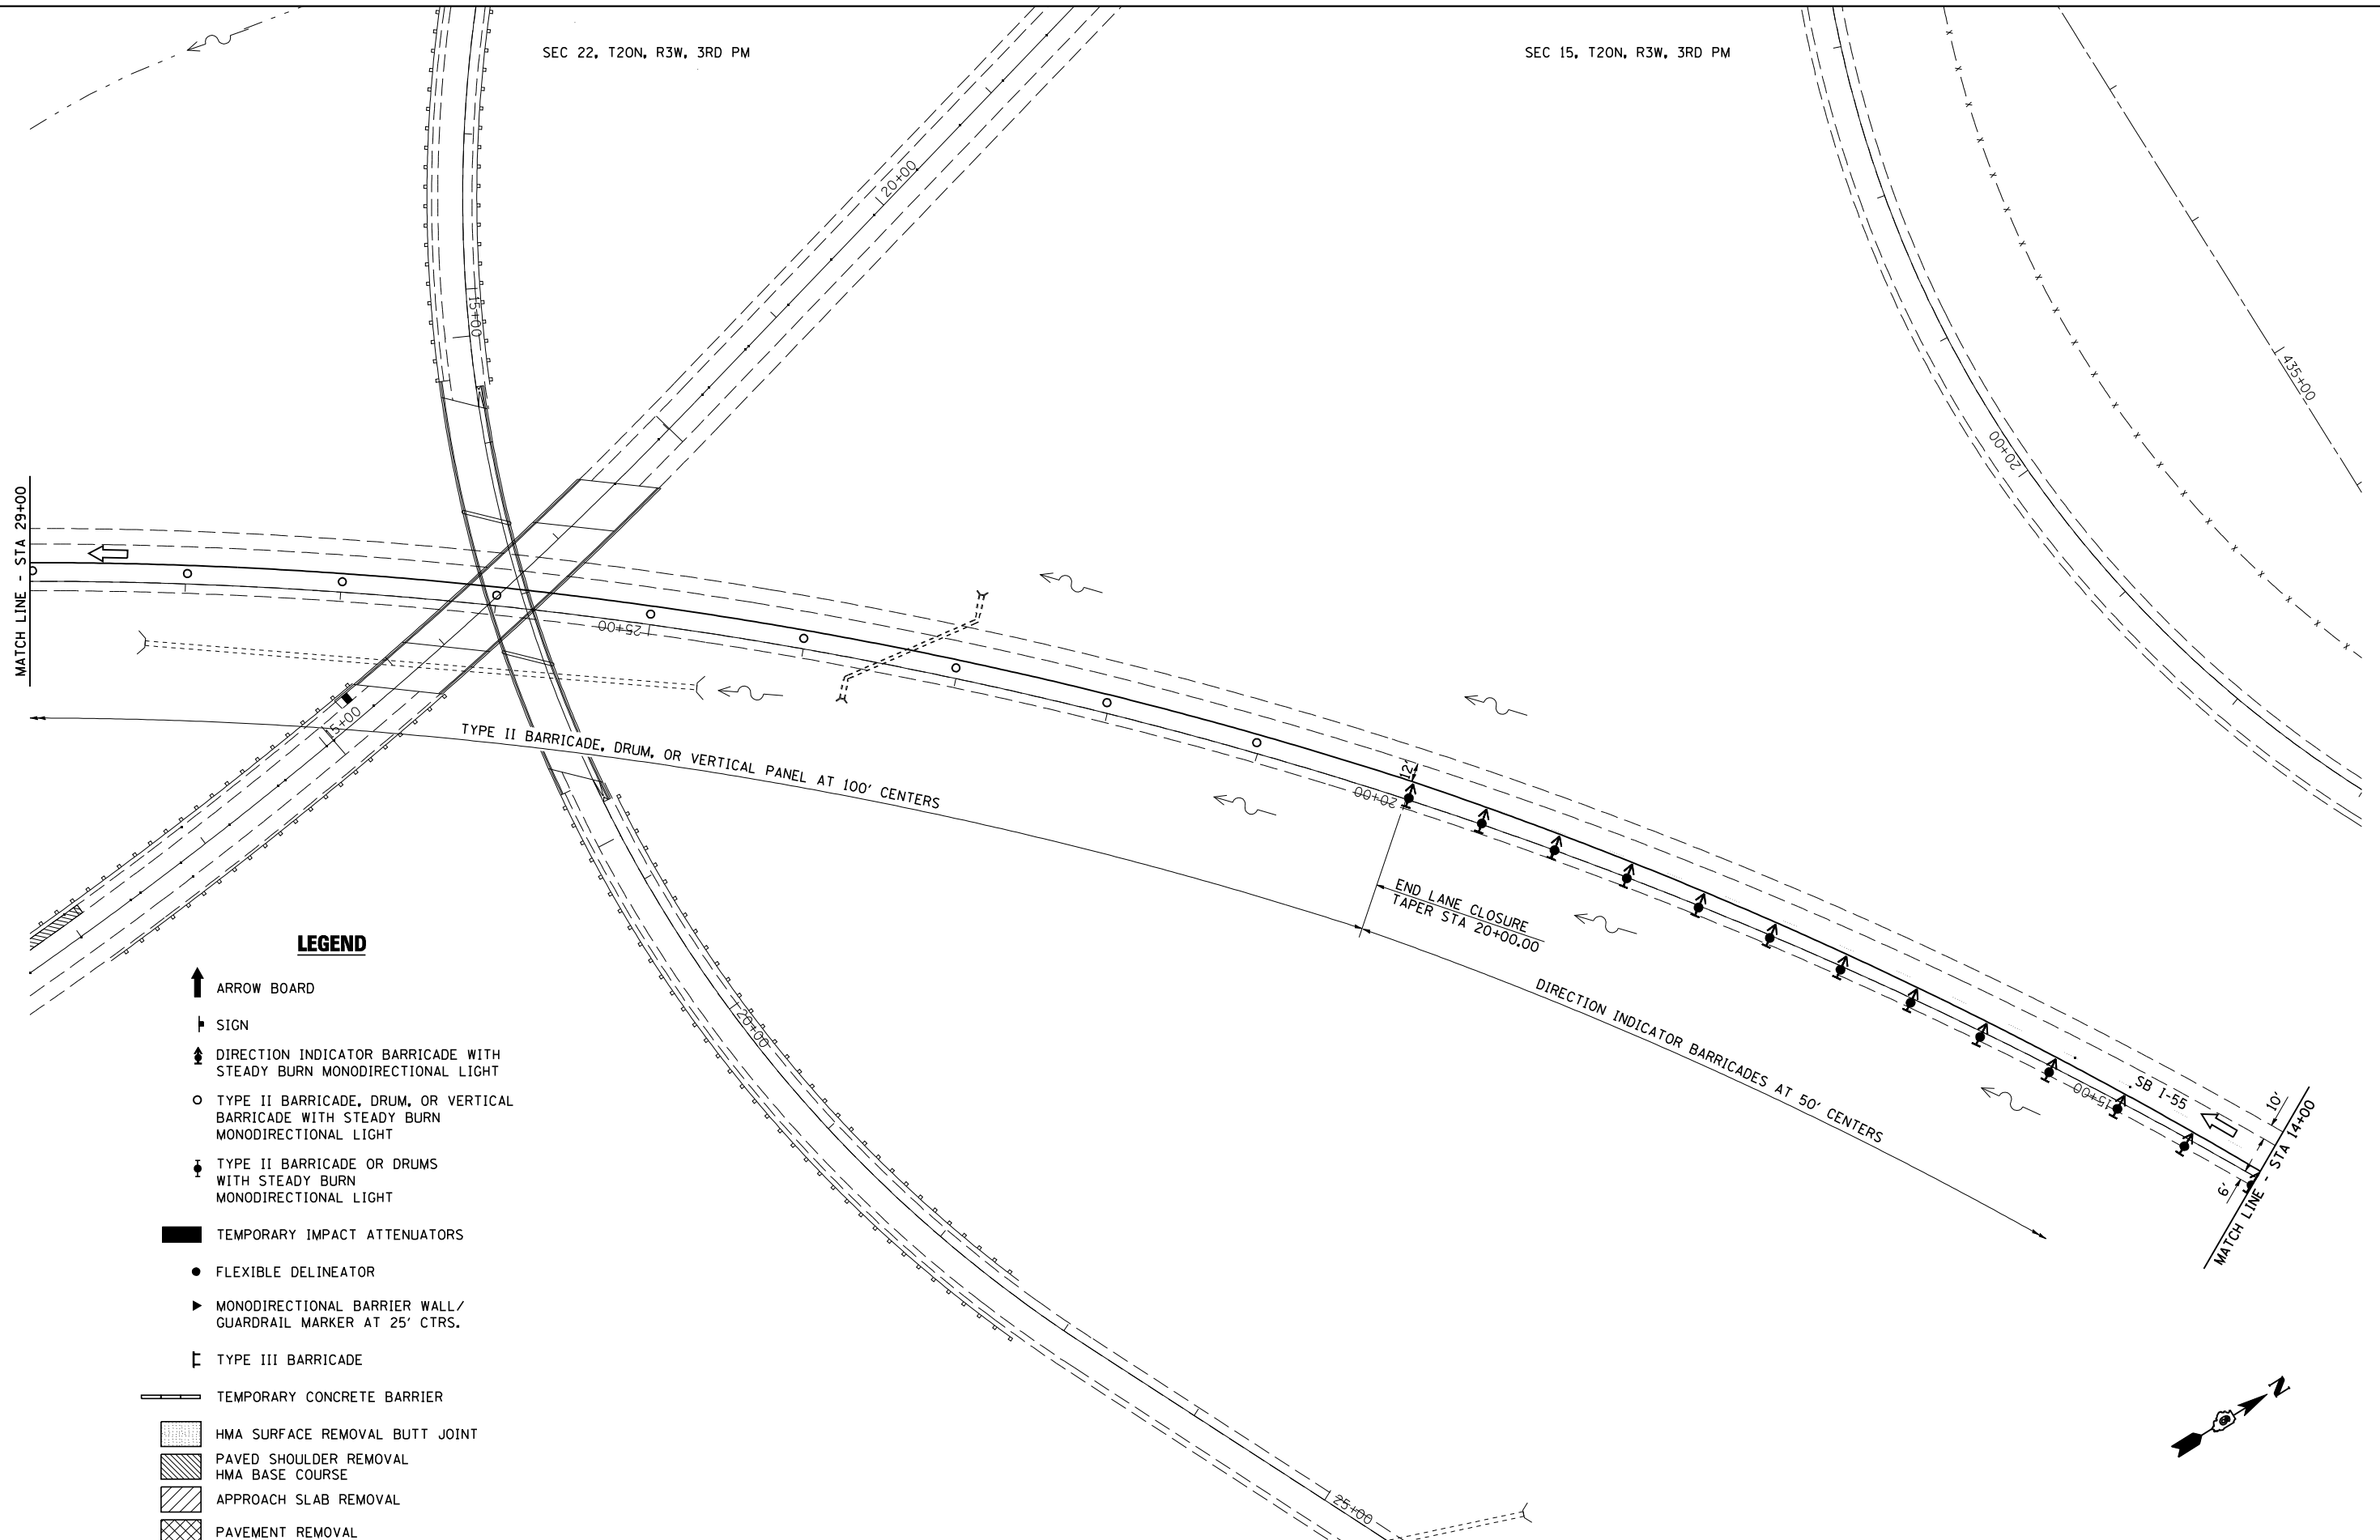 SEC 22, T20N, R3W, 3RD PM
SEC 15, T20N, R3W, 3RD PM
20+00
15+00
435+00
20+00
MATCH LINE - STA 29+00
25+00
15+00
TYPE II BARRICADE, DRUM, OR VERTICAL PANEL AT 100' CENTERS
12'
20+00
END LANE CLOSURE
TAPER STA 20+00.00
DIRECTION INDICATOR BARRICADES AT 50' CENTERS
20+00
15+00
SB I-55
10'
6'
MATCH LINE - STA 14+00
25+00
N
LEGEND
ARROW BOARD
SIGN
DIRECTION INDICATOR BARRICADE WITH
STEADY BURN MONODIRECTIONAL LIGHT
TYPE II BARRICADE, DRUM, OR VERTICAL
BARRICADE WITH STEADY BURN
MONODIRECTIONAL LIGHT
TYPE II BARRICADE OR DRUMS
WITH STEADY BURN
MONODIRECTIONAL LIGHT
TEMPORARY IMPACT ATTENUATORS
FLEXIBLE DELINEATOR
MONODIRECTIONAL BARRIER WALL/
GUARDRAIL MARKER AT 25' CTRS.
TYPE III BARRICADE
TEMPORARY CONCRETE BARRIER
HMA SURFACE REMOVAL BUTT JOINT
PAVED SHOULDER REMOVAL
HMA BASE COURSE
APPROACH SLAB REMOVAL
PAVEMENT REMOVAL